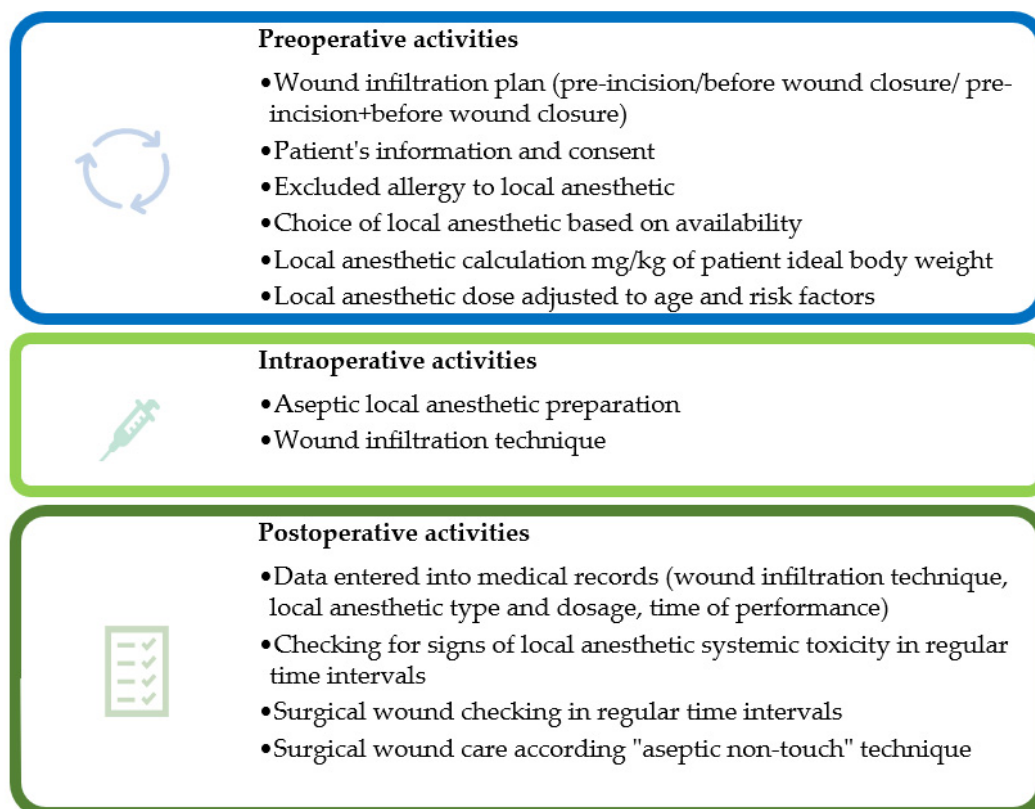 Preoperative activities
•Wound infiltration plan (pre-incision/before wound closure/ pre-
incision+before wound closure)
•Patient's information and consent
•Excluded allergy to local anesthetic
•Choice of local anesthetic based on availability
•Local anesthetic calculation mg/kg of patient ideal body weight
•Local anesthetic dose adjusted to age and risk factors
Intraoperative activities
•Aseptic local anesthetic preparation
•Wound infiltration technique
Postoperative activities
•Data entered into medical records (wound infiltration technique,
local anesthetic type and dosage, time of performance)
•Checking for signs of local anesthetic systemic toxicity in regular
time intervals
•Surgical wound checking in regular time intervals
•Surgical wound care according "aseptic non-touch" technique